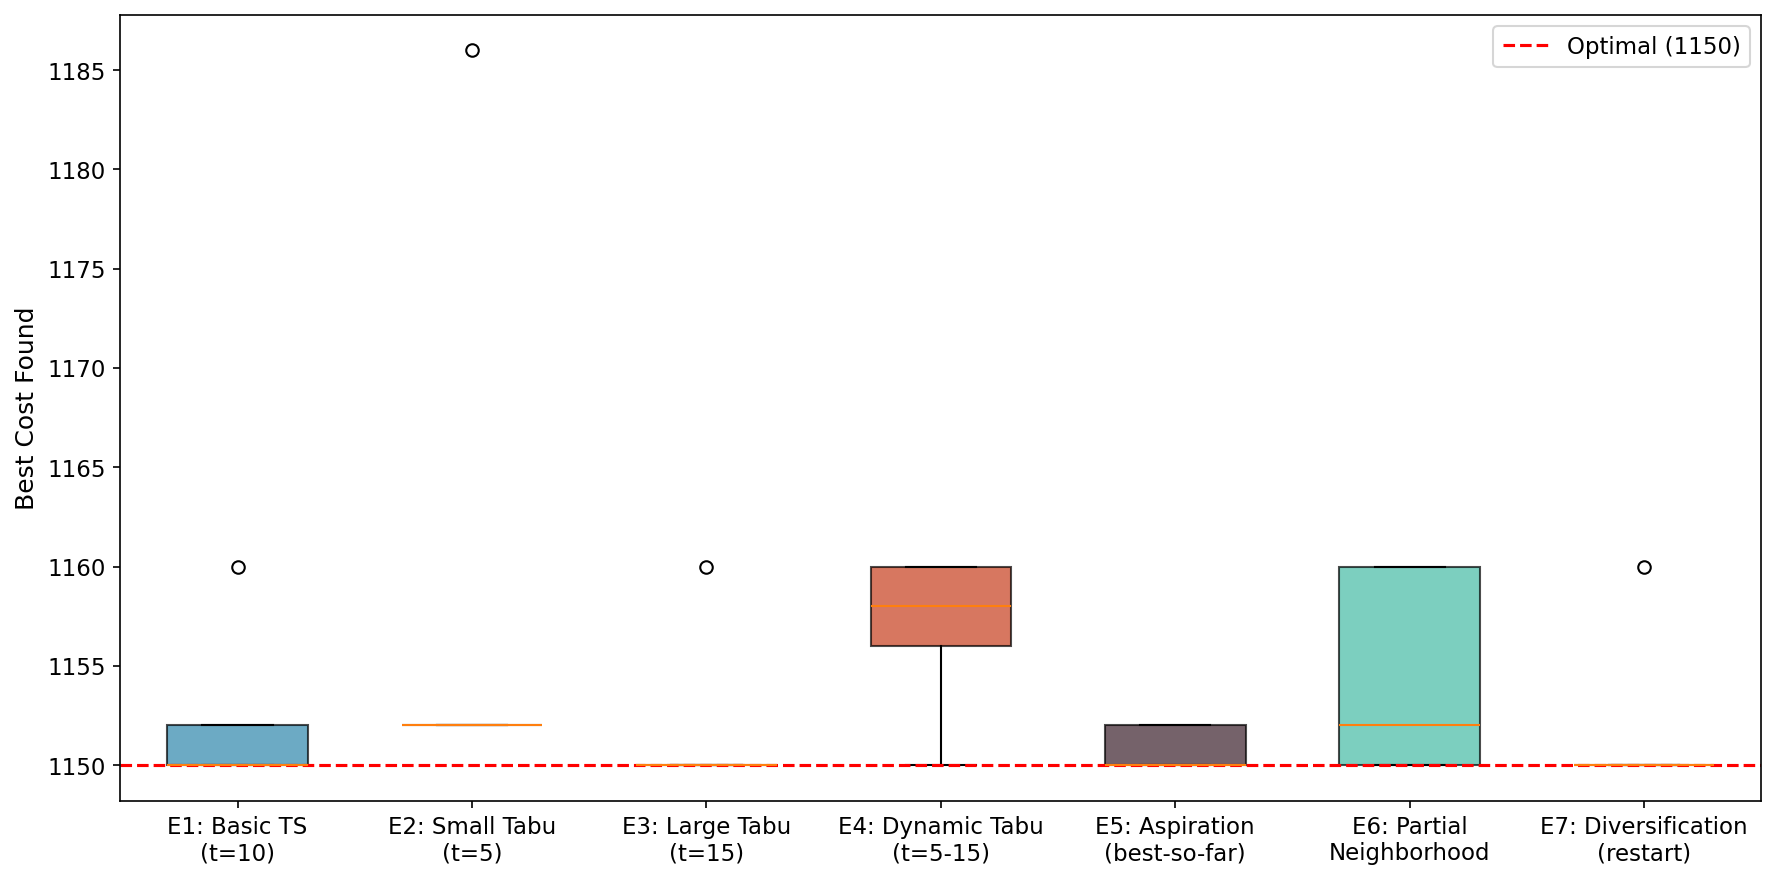 Optimal (1150)
Best Cost Found
1185
1180
1175
1170
1165
1160
1155
1150
E1: Basic TS
(t=10)
E2: Small Tabu
(t=5)
E3: Large Tabu
(t=15)
E4: Dynamic Tabu
(t=5-15)
E5: Aspiration
(best-so-far)
E6: Partial
Neighborhood
E7: Diversification
(restart)